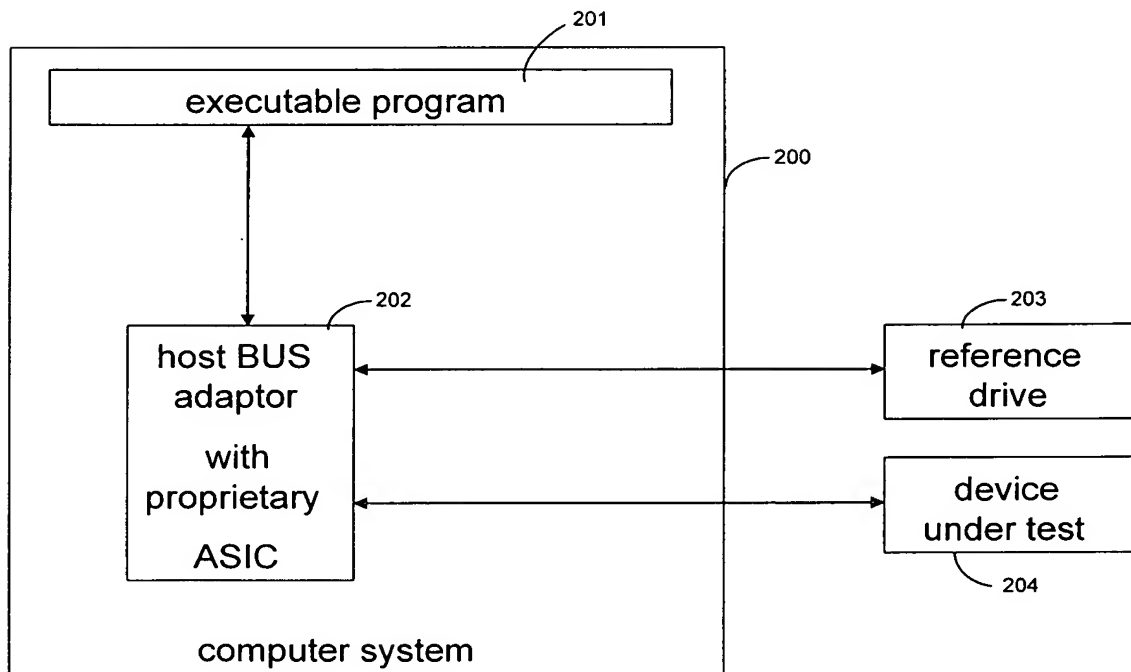 201
executable program
200
202
host BUS
adaptor
with
proprietary
ASIC
203
reference
drive
device
under test
204
computer system